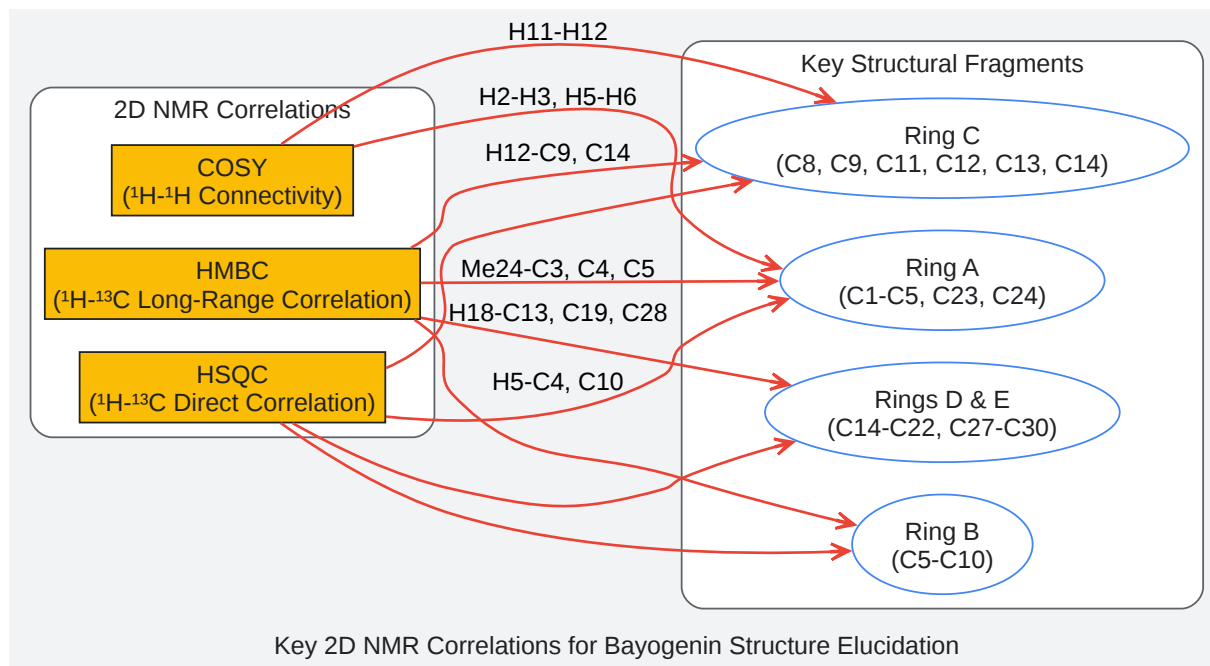 H11-H12
Key Structural Fragments
2D NMR Correlations
H2-H3, H5-H6
COSY
(¹H-¹H Connectivity)
H12-C9, C14
Ring C
(C8, C9, C11, C12, C13, C14)
HMBC
(¹H-¹³C Long-Range Correlation)
Me24-C3, C4, C5
Ring A
(C1-C5, C23, C24)
H18-C13, C19, C28
HSQC
(¹H-¹³C Direct Correlation)
H5-C4, C10
Rings D & E
(C14-C22, C27-C30)
Ring B
(C5-C10)
Key 2D NMR Correlations for Bayogenin Structure Elucidation